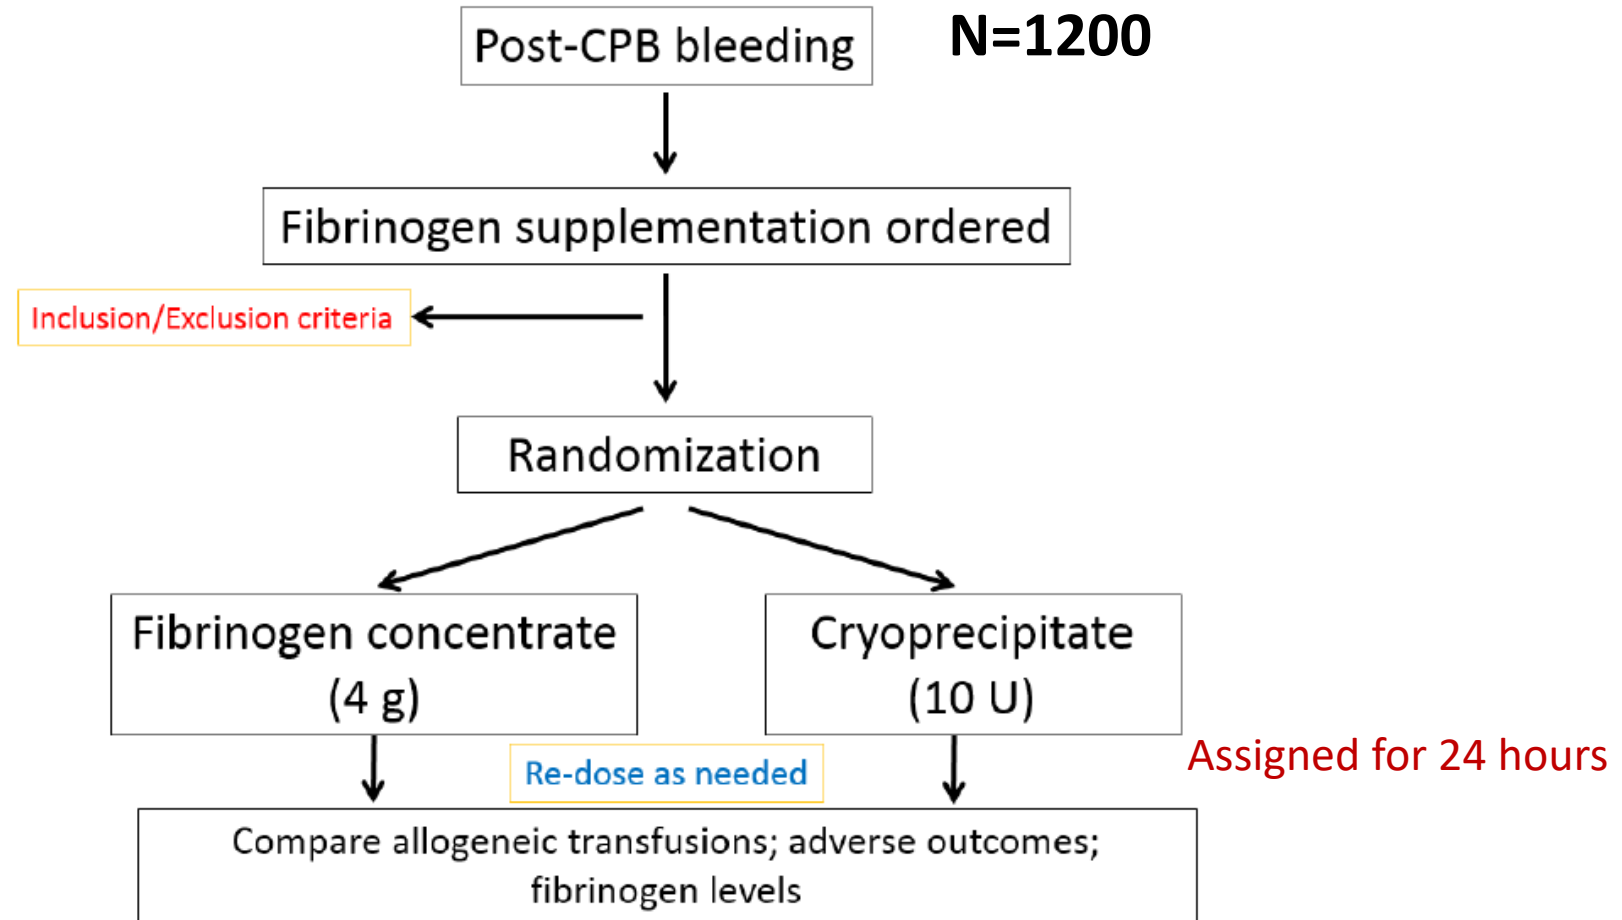 Post-CPB bleeding
N=1200
Fibrinogen supplementation ordered
Inclusion/Exclusion criteria
Randomization
Fibrinogen concentrate
(4 g)
Cryoprecipitate
(10 U)
Assigned for 24 hours
Re-dose as needed
Compare allogeneic transfusions; adverse outcomes;
fibrinogen levels